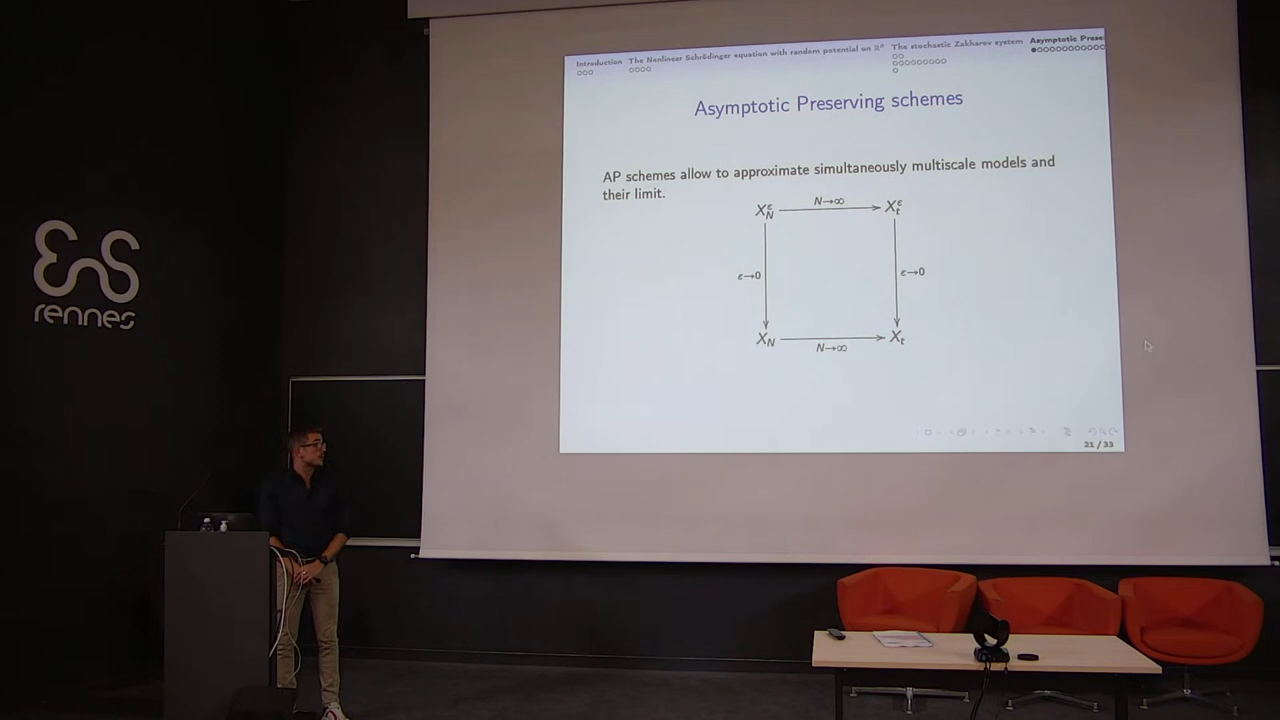 ENS
rennes
Introduction The Nonlinear Schrödinger equation with random potential on ℝᵈ The stochastic Zakharov system Asymptotic Prese
Asymptotic Preserving schemes
AP schemes allow to approximate simultaneously multiscale models and
their limit.
X_N^ε N→∞ X_t^ε
ε→0 ε→0
X_N N→∞ X_t
21 / 33